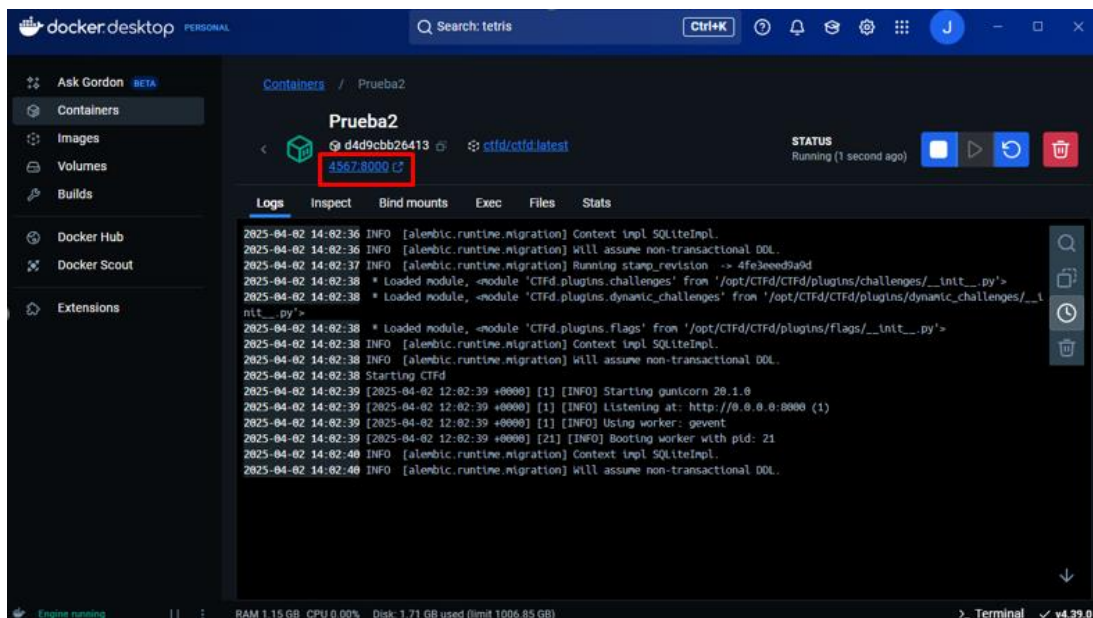 docker.desktop PERSONAL
Search: tetris
Ctrl+K
J
Ask Gordon BETA
Containers
Images
Volumes
Builds
Docker Hub
Docker Scout
Extensions
Containers / Prueba2
Prueba2
d4d9cbb26413 ctfd/ctfd:latest
4567:8000
STATUS
Running (1 second ago)
Logs Inspect Bind mounts Exec Files Stats
2025-04-02 14:02:36 INFO [alembic.runtime.migration] Context impl SQLiteImpl.
2025-04-02 14:02:36 INFO [alembic.runtime.migration] Will assume non-transactional DDL.
2025-04-02 14:02:37 INFO [alembic.runtime.migration] Running stamp_revision -> 4fe3eeed9a9d
2025-04-02 14:02:38 * Loaded module, <module 'CTFd.plugins.challenges' from '/opt/CTFd/CTFd/plugins/challenges/__init__.py'>
2025-04-02 14:02:38 * Loaded module, <module 'CTFd.plugins.dynamic_challenges' from '/opt/CTFd/CTFd/plugins/dynamic_challenges/__i
nit__.py'>
2025-04-02 14:02:38 * Loaded module, <module 'CTFd.plugins.flags' from '/opt/CTFd/CTFd/plugins/flags/__init__.py'>
2025-04-02 14:02:38 INFO [alembic.runtime.migration] Context impl SQLiteImpl.
2025-04-02 14:02:38 INFO [alembic.runtime.migration] Will assume non-transactional DDL.
2025-04-02 14:02:38 Starting CTFd
2025-04-02 14:02:39 [2025-04-02 12:02:39 +0000] [1] [INFO] Starting gunicorn 20.1.0
2025-04-02 14:02:39 [2025-04-02 12:02:39 +0000] [1] [INFO] Listening at: http://0.0.0.0:8000 (1)
2025-04-02 14:02:39 [2025-04-02 12:02:39 +0000] [1] [INFO] Using worker: gevent
2025-04-02 14:02:39 [2025-04-02 12:02:39 +0000] [21] [INFO] Booting worker with pid: 21
2025-04-02 14:02:40 INFO [alembic.runtime.migration] Context impl SQLiteImpl.
2025-04-02 14:02:40 INFO [alembic.runtime.migration] Will assume non-transactional DDL.
Engine running
RAM 1.15 GB CPU 0.00% Disk: 1.71 GB used (limit 1006.85 GB)
Terminal
v4.39.0